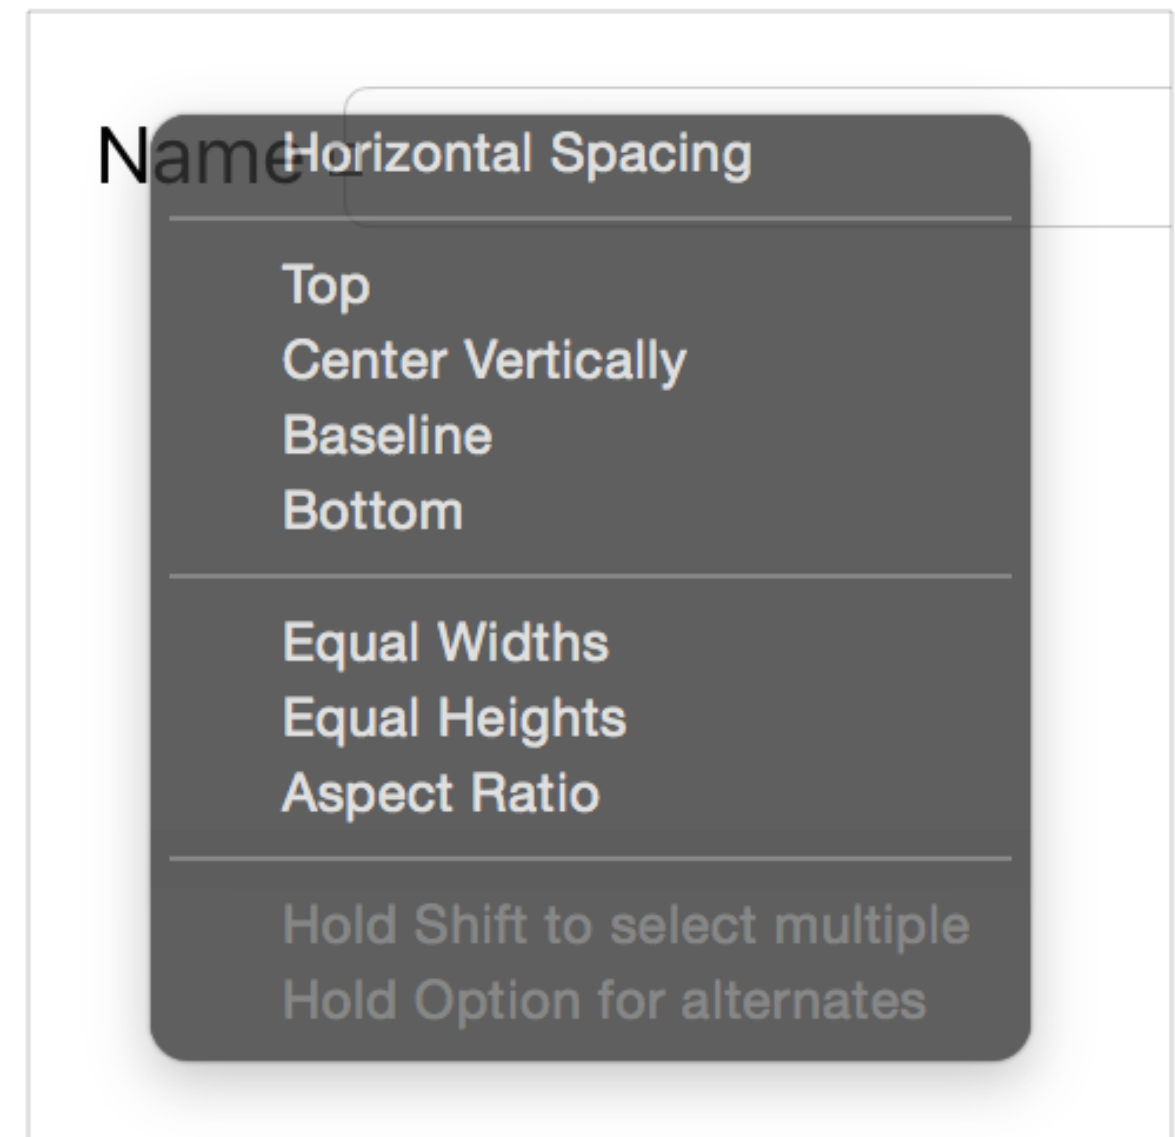 Name Horizontal Spacing
Top
Center Vertically
Baseline
Bottom
Equal Widths
Equal Heights
Aspect Ratio
Hold Shift to select multiple
Hold Option for alternates